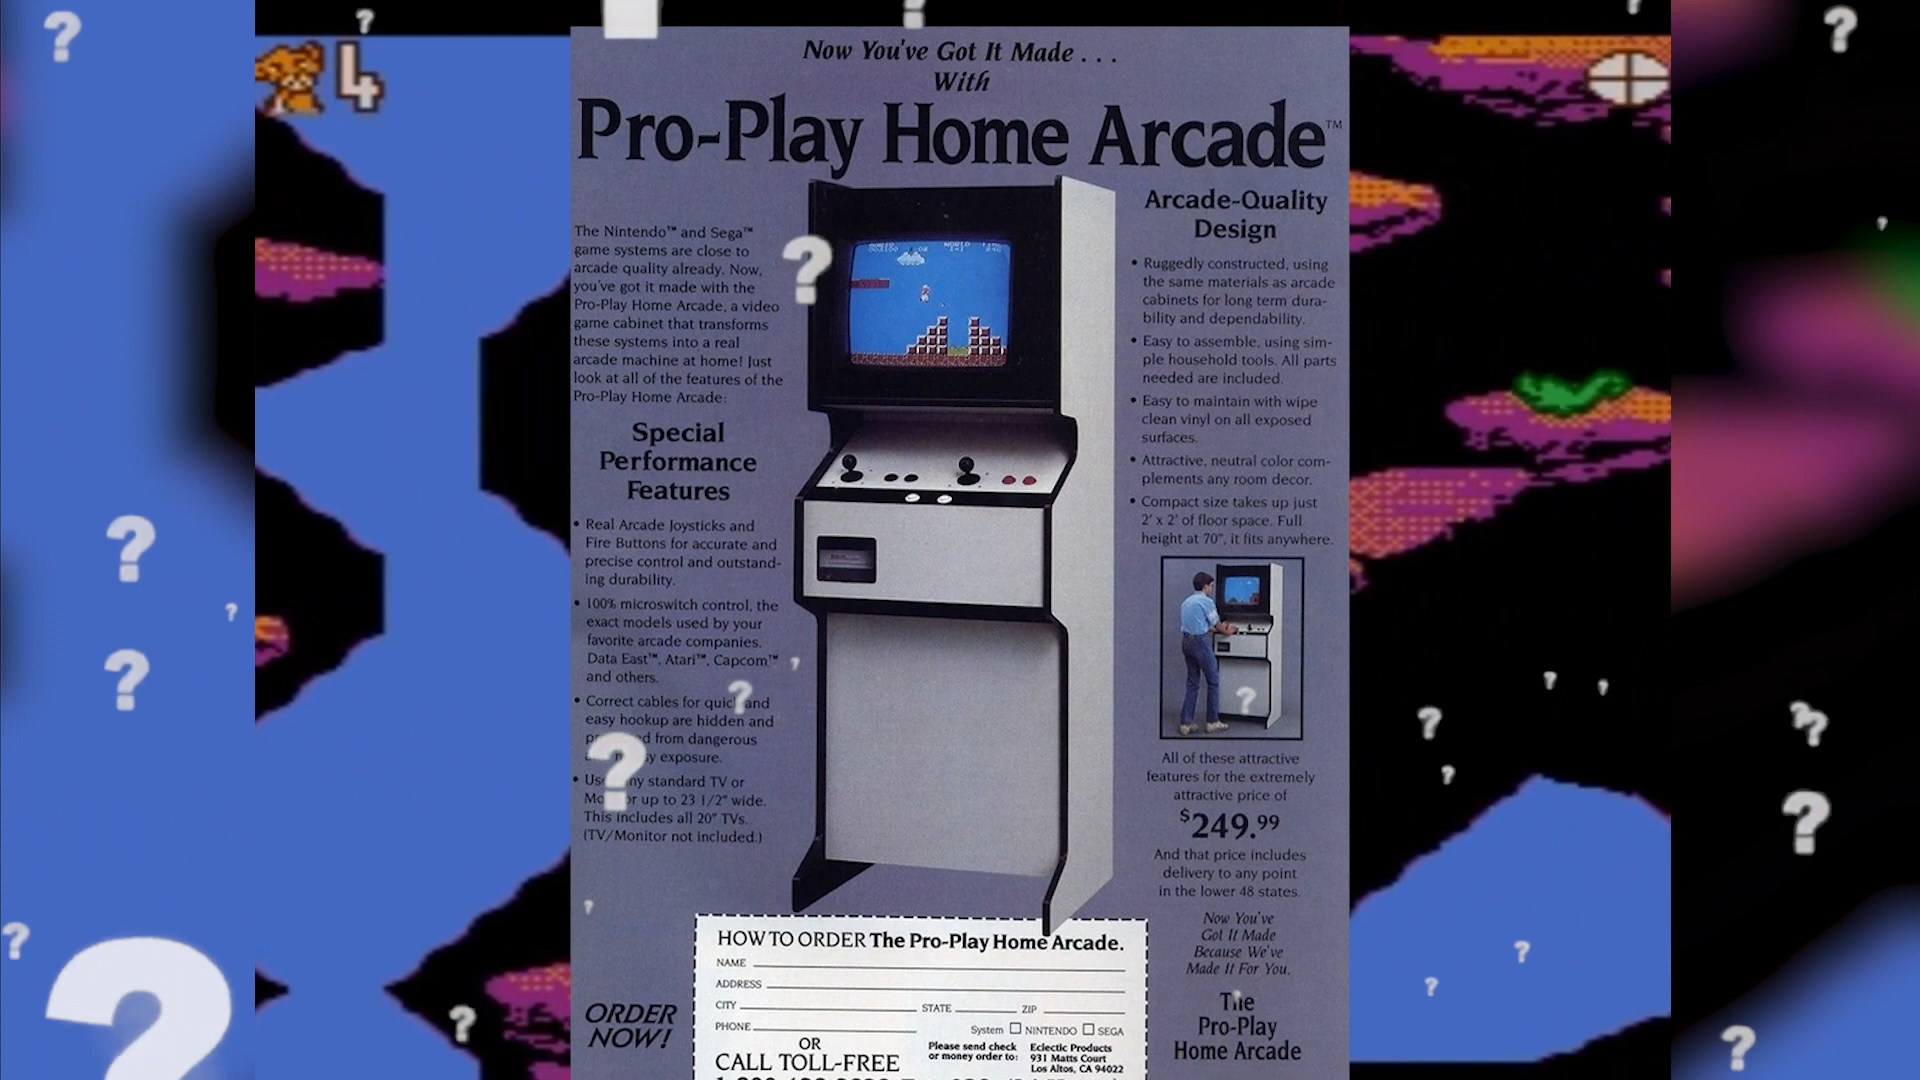 4
Now You've Got It Made . . .
With
Pro-Play Home Arcade™
The Nintendo™ and Sega™
game systems are close to
arcade quality already. Now,
you've got it made with the
Pro-Play Home Arcade, a video
game cabinet that transforms
these systems into a real
arcade machine at home! Just
look at all of the features of the
Pro-Play Home Arcade:
Special
Performance
Features
• Real Arcade Joysticks and
Fire Buttons for accurate and
precise control and outstand-
ing durability.
• 100% microswitch control, the
exact models used by your
favorite arcade companies.
Data East™, Atari™, Capcom™
and others.
• Correct cables for quick and
easy hookup are hidden and
from dangerous
exposure.
• Use any standard TV or
Monitor up to 23 1/2" wide.
This includes all 20" TVs.
(TV/Monitor not included.)
WORLD
1-1
Arcade-Quality
Design
• Ruggedly constructed, using
the same materials as arcade
cabinets for long term dura-
bility and dependability.
• Easy to assemble, using sim-
ple household tools. All parts
needed are included.
• Easy to maintain with wipe
clean vinyl on all exposed
surfaces.
• Attractive, neutral color com-
plements any room decor.
• Compact size takes up just
2' x 2' of floor space. Full
height at 70", it fits anywhere.
All of these attractive
features for the extremely
attractive price of
$249.99
And that price includes
delivery to any point
in the lower 48 states.
Now You've
Got It Made
Because We've
Made It For You.
The
Pro-Play
Home Arcade
ORDER
NOW!
HOW TO ORDER The Pro-Play Home Arcade.
NAME
ADDRESS
CITY STATE ZIP
PHONE System NINTENDO SEGA
OR
CALL TOLL-FREE
Please send check
or money order to:
Eclectic Products
931 Matts Court
Los Altos, CA 94022